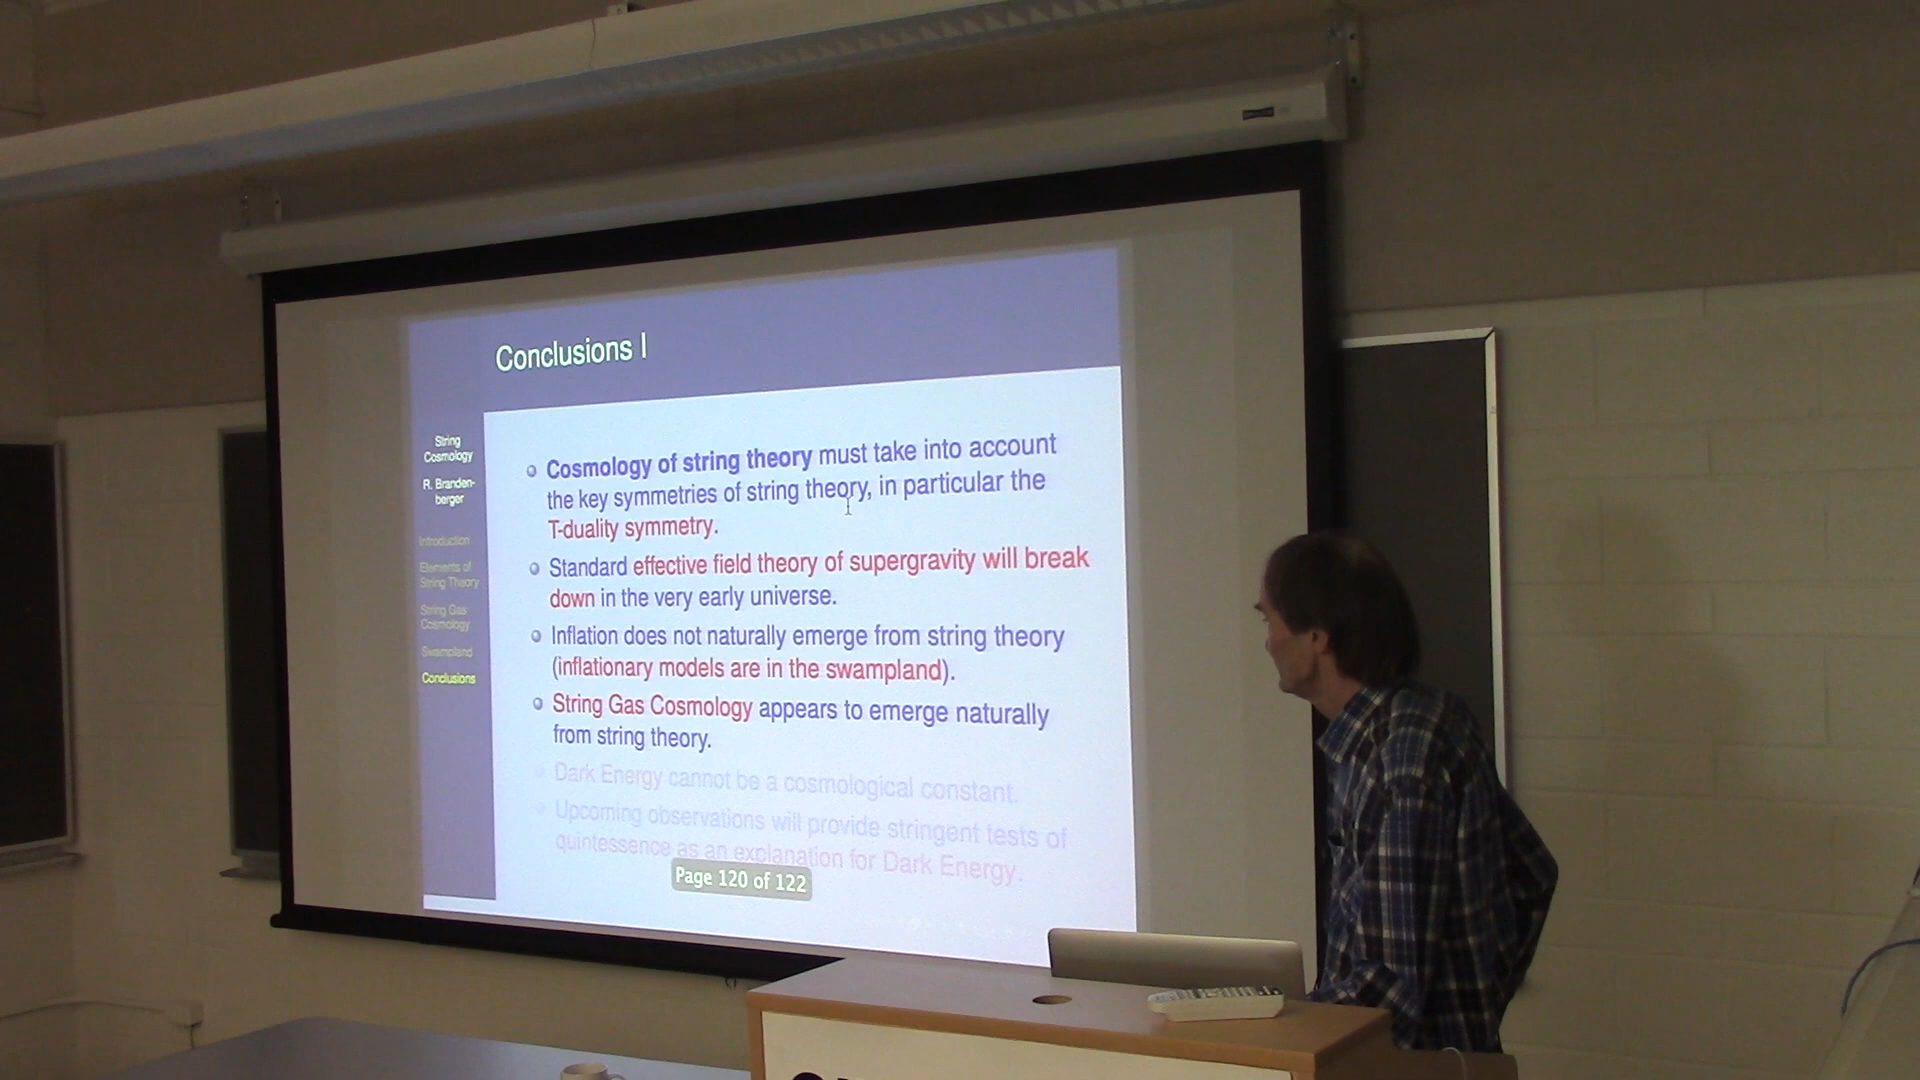 Conclusions I
String
Cosmology
R. Branden-
berger
Introduction
Elements of
String Theory
String Gas
Cosmology
Swampland
Conclusions
Cosmology of string theory must take into account
the key symmetries of string theory, in particular the
T-duality symmetry.
Standard effective field theory of supergravity will break
down in the very early universe.
Inflation does not naturally emerge from string theory
(inflationary models are in the swampland).
String Gas Cosmology appears to emerge naturally
from string theory.
Dark Energy cannot be a cosmological constant.
Upcoming observations will provide stringent tests of
quintessence as an explanation for Dark Energy.
Page 120 of 122